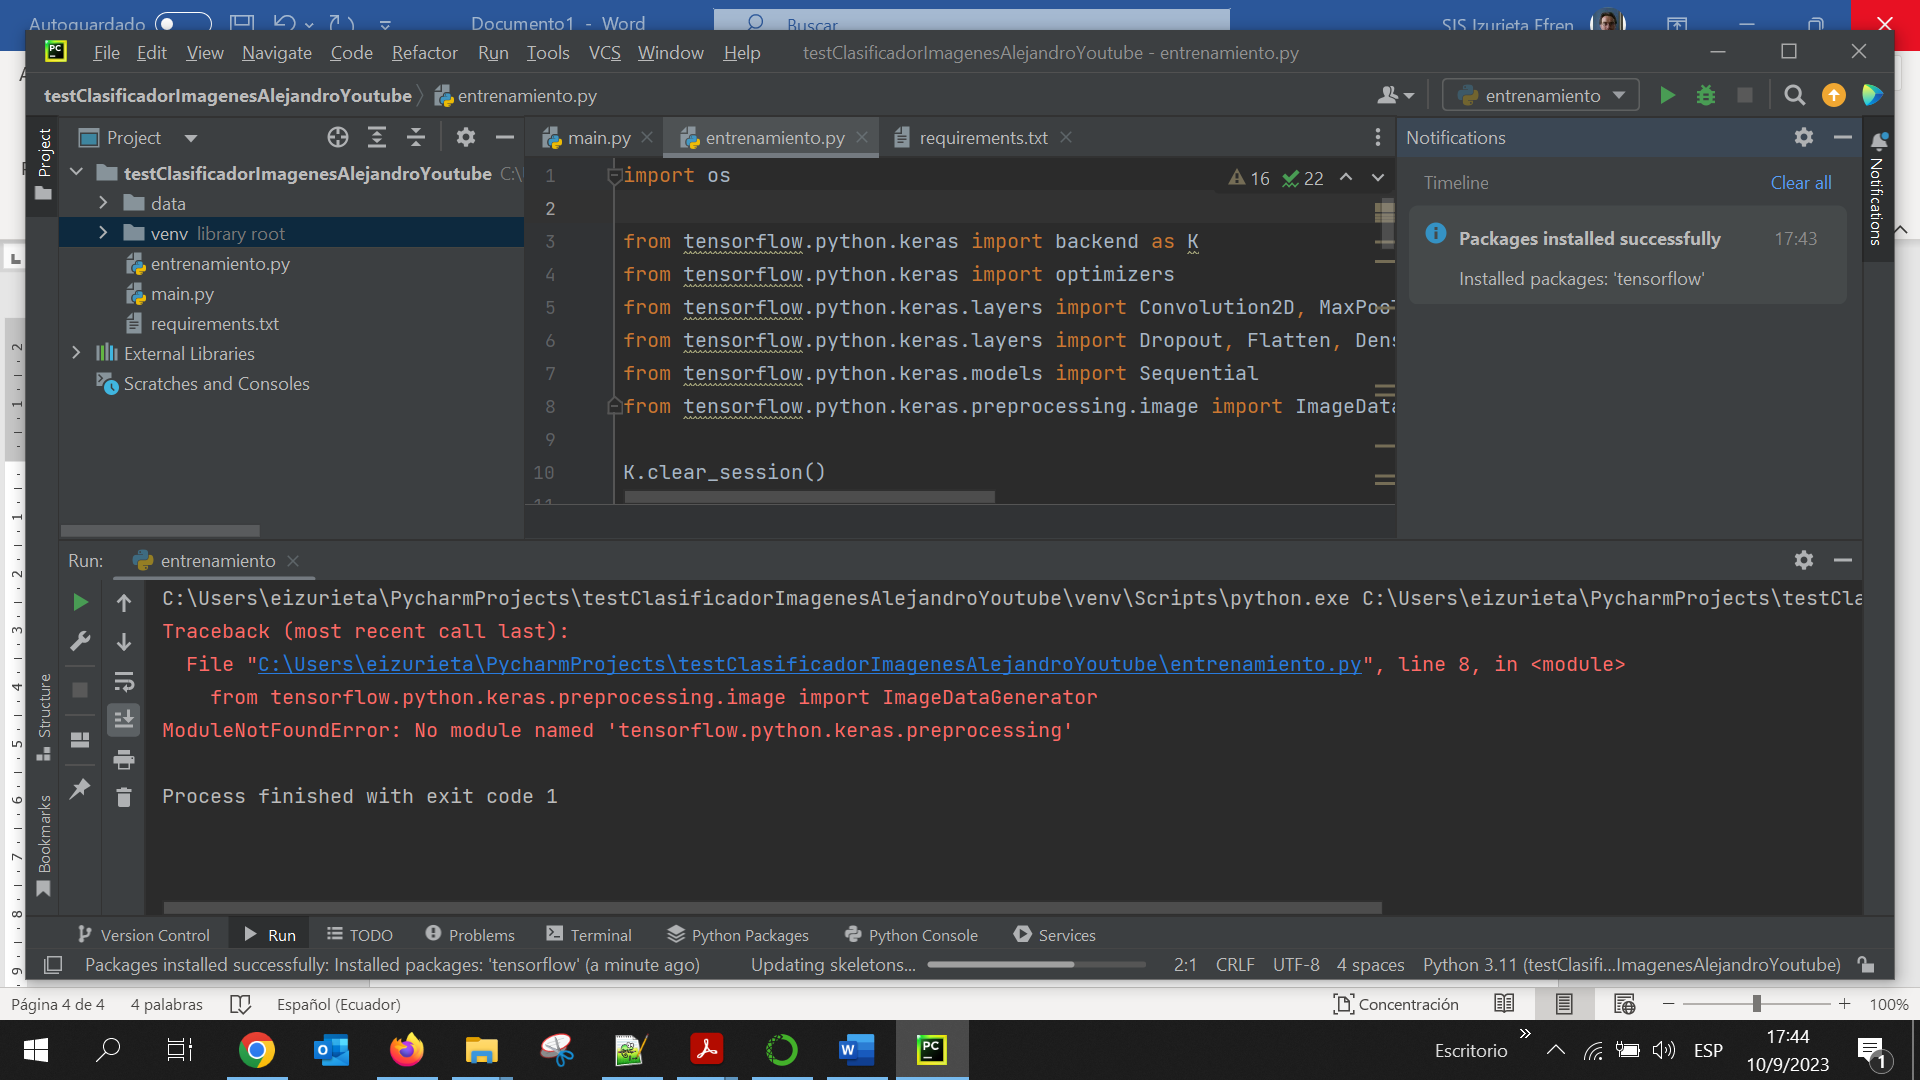 Autoguardado
Documento1 - Word
Buscar
SIS Izurieta Efren
PC
File Edit View Navigate Code Refactor Run Tools VCS Window Help
testClasificadorImagenesAlejandroYoutube - entrenamiento.py
testClasificadorImagenesAlejandroYoutube
entrenamiento.py
entrenamiento
Project
Project
testClasificadorImagenesAlejandroYoutube C:\
data
venv library root
entrenamiento.py
main.py
requirements.txt
External Libraries
Scratches and Consoles
main.py
entrenamiento.py
requirements.txt
16 22
1 import os
2
3 from tensorflow.python.keras import backend as K
4 from tensorflow.python.keras import optimizers
5 from tensorflow.python.keras.layers import Convolution2D, MaxPool
6 from tensorflow.python.keras.layers import Dropout, Flatten, Dens
7 from tensorflow.python.keras.models import Sequential
8 from tensorflow.python.keras.preprocessing.image import ImageData
9
10 K.clear_session()
11
Notifications
Timeline
Clear all
Packages installed successfully 17:43
Installed packages: 'tensorflow'
Notifications
Run: entrenamiento
C:\Users\eizurieta\PycharmProjects\testClasificadorImagenesAlejandroYoutube\venv\Scripts\python.exe C:\Users\eizurieta\PycharmProjects\testCla
Traceback (most recent call last):
File "C:\Users\eizurieta\PycharmProjects\testClasificadorImagenesAlejandroYoutube\entrenamiento.py", line 8, in <module>
from tensorflow.python.keras.preprocessing.image import ImageDataGenerator
ModuleNotFoundError: No module named 'tensorflow.python.keras.preprocessing'
Process finished with exit code 1
Structure
Bookmarks
Version Control Run TODO Problems Terminal Python Packages Python Console Services
Packages installed successfully: Installed packages: 'tensorflow' (a minute ago)
Updating skeletons...
2:1 CRLF UTF-8 4 spaces Python 3.11 (testClasifi...ImagenesAlejandroYoutube)
Página 4 de 4 4 palabras Español (Ecuador)
Concentración
100%
PC
Escritorio
ESP
17:44
10/9/2023
1